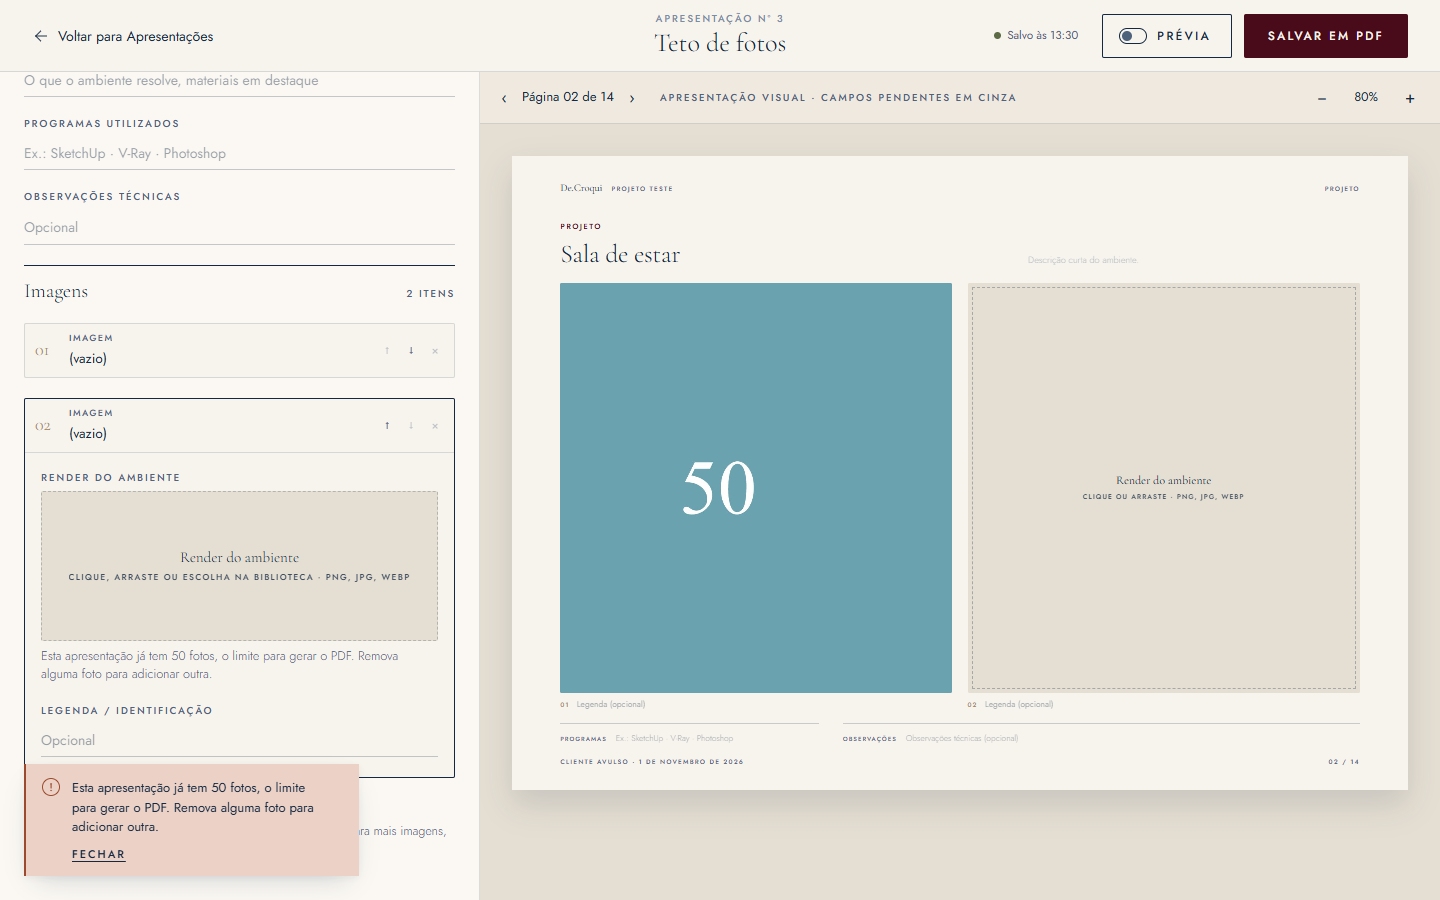 Voltar para Apresentações
APRESENTAÇÃO Nº 3
Teto de fotos
Salvo às 13:30
PRÉVIA
SALVAR EM PDF
O que o ambiente resolve, materiais em destaque
PROGRAMAS UTILIZADOS
Ex.: SketchUp · V-Ray · Photoshop
OBSERVAÇÕES TÉCNICAS
Opcional
Imagens
2 ITENS
01
IMAGEM
(vazio)
↑ ↓ ×
02
IMAGEM
(vazio)
↑ ↓ ×
RENDER DO AMBIENTE
Render do ambiente
CLIQUE, ARRASTE OU ESCOLHA NA BIBLIOTECA · PNG, JPG, WEBP
Esta apresentação já tem 50 fotos, o limite para gerar o PDF. Remova
alguma foto para adicionar outra.
LEGENDA / IDENTIFICAÇÃO
Opcional
Esta apresentação já tem 50 fotos, o limite
para gerar o PDF. Remova alguma foto para
adicionar outra.
FECHAR
mais imagens,
‹ Página 02 de 14 ›
APRESENTAÇÃO VISUAL · CAMPOS PENDENTES EM CINZA
− 80% +
De.Croqui PROJETO TESTE
PROJETO
PROJETO
Sala de estar
Descrição curta do ambiente.
50
Render do ambiente
CLIQUE OU ARRASTE · PNG, JPG, WEBP
01 Legenda (opcional)
02 Legenda (opcional)
PROGRAMAS Ex.: SketchUp · V-Ray · Photoshop
OBSERVAÇÕES Observações técnicas (opcional)
CLIENTE AVULSO · 1 DE NOVEMBRO DE 2026
02 / 14